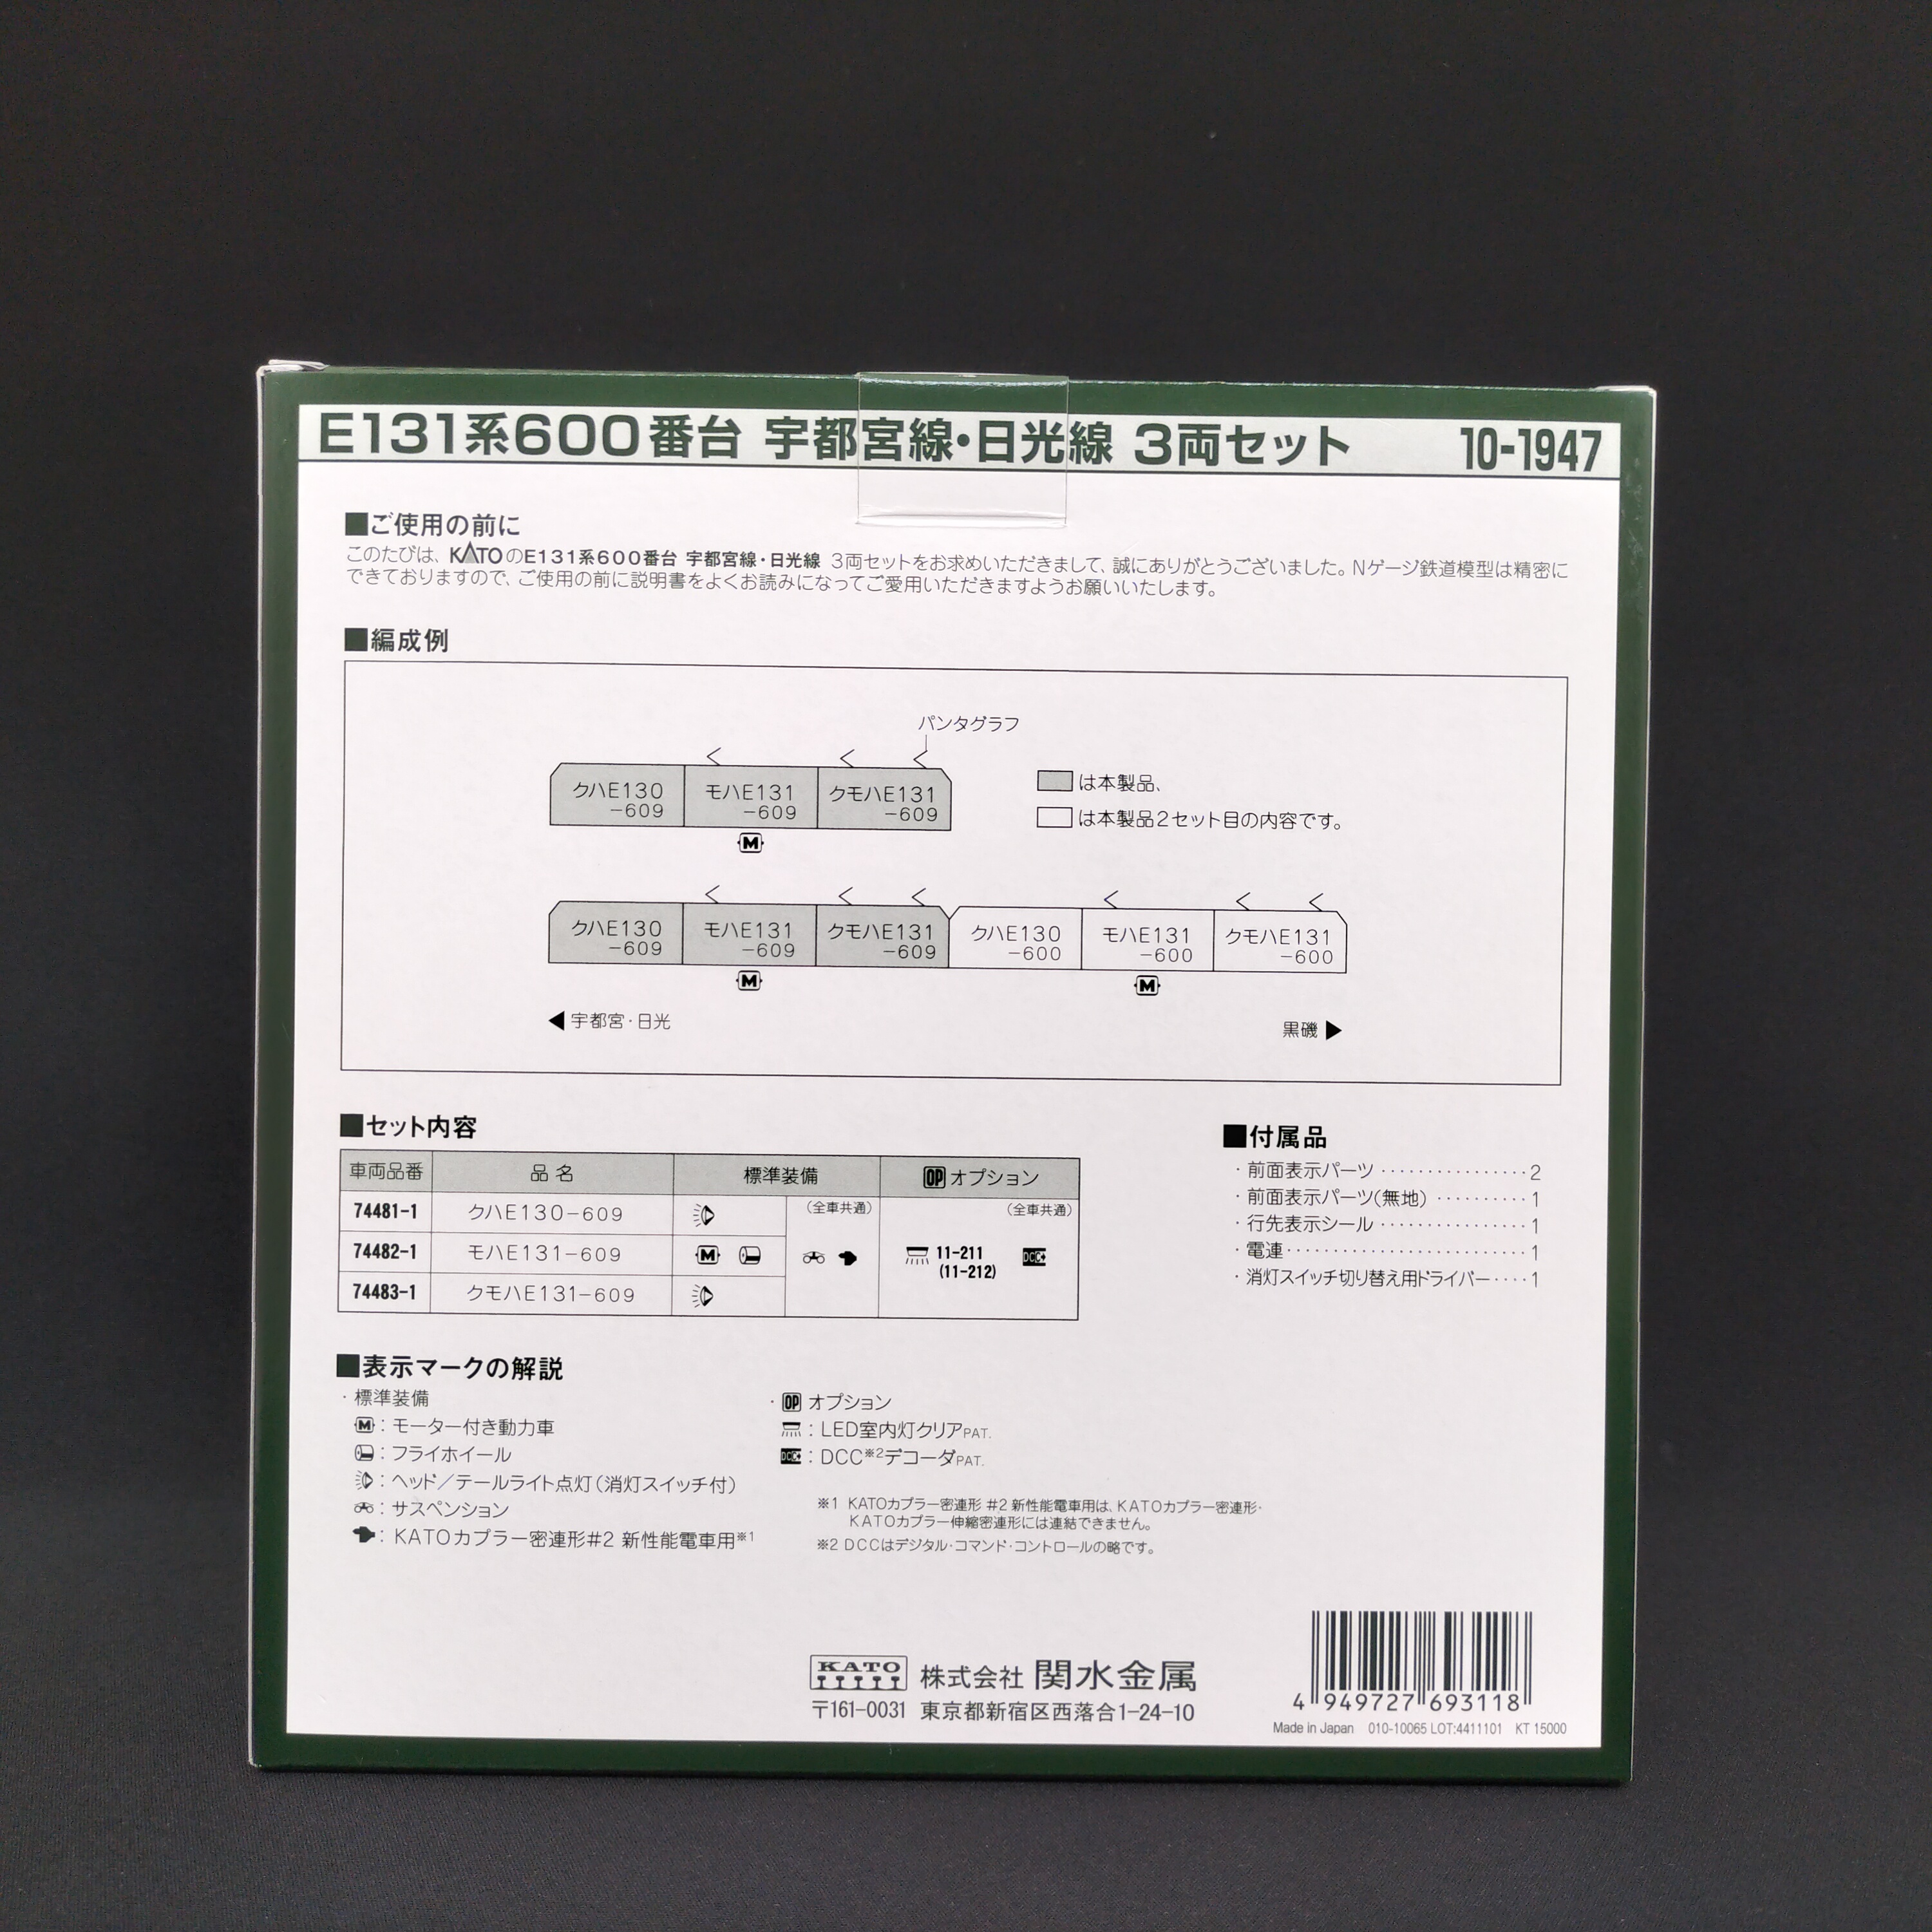 E131系600番台 宇都宮線・日光線 3両セット 10-1947
■ご使用の前に
このたびは、KATOのE131系600番台 宇都宮線・日光線 3両セットをお求めいただきまして、誠にありがとうございました。Nゲージ鉄道模型は精密に
できておりますので、ご使用の前に説明書をよくお読みになってご愛用いただきますようお願いいたします。
■編成例
パンタグラフ
クハE130 モハE131 クモハE131
-609 -609 -609
M
は本製品、
は本製品2セット目の内容です。
クハE130 モハE131 クモハE131 クハE130 モハE131 クモハE131
-609 -609 -609 -600 -600 -600
M M
◀宇都宮・日光 黒磯▶
■セット内容
車両品番 品名 標準装備 OP オプション
74481-1 クハE130-609 (全車共通) (全車共通)
74482-1 モハE131-609 M 11-211 DCC
(11-212)
74483-1 クモハE131-609
■付属品
・前面表示パーツ················2
・前面表示パーツ(無地)··········1
・行先表示シール················1
・電連··························1
・消灯スイッチ切り替え用ドライバー····1
■表示マークの解説
・標準装備
M：モーター付き動力車
：フライホイール
：ヘッド／テールライト点灯(消灯スイッチ付)
：サスペンション
：KATOカプラー密連形#2 新性能電車用※1
・OP オプション
：LED室内灯クリアPAT.
DCC：DCC※2デコーダPAT.
※1 KATOカプラー密連形 #2 新性能電車用は、KATOカプラー密連形・
KATOカプラー伸縮密連形には連結できません。
※2 DCCはデジタル・コマンド・コントロールの略です。
KATO 株式会社 関水金属
〒161-0031 東京都新宿区西落合1-24-10
4 949727 693118
Made in Japan 010-10065 LOT:4411101 KT 15000